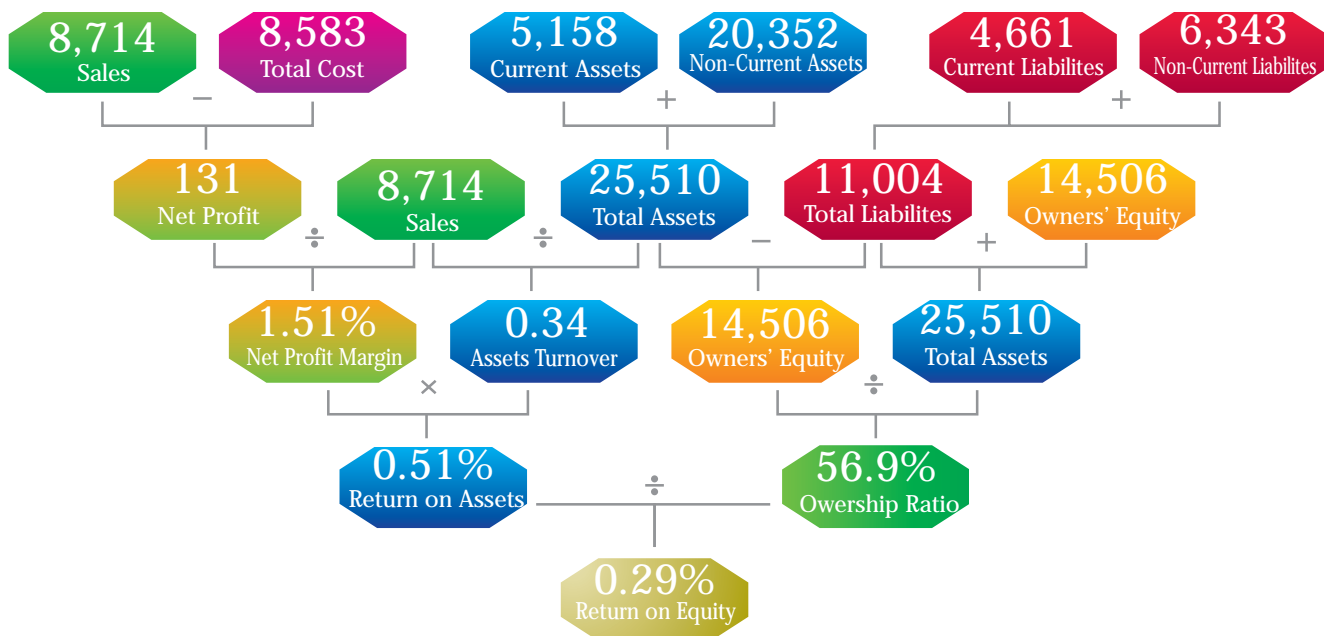 8,714
Sales
8,583
Total Cost
5,158
Current Assets
20,352
Non-Current Assets
4,661
Current Liabilites
6,343
Non-Current Liabilites
−
+
+
131
Net Profit
8,714
Sales
25,510
Total Assets
11,004
Total Liabilites
14,506
Owners' Equity
÷
÷
−
+
1.51%
Net Profit Margin
0.34
Assets Turnover
14,506
Owners' Equity
25,510
Total Assets
×
÷
0.51%
Return on Assets
÷
56.9%
Owership Ratio
0.29%
Return on Equity